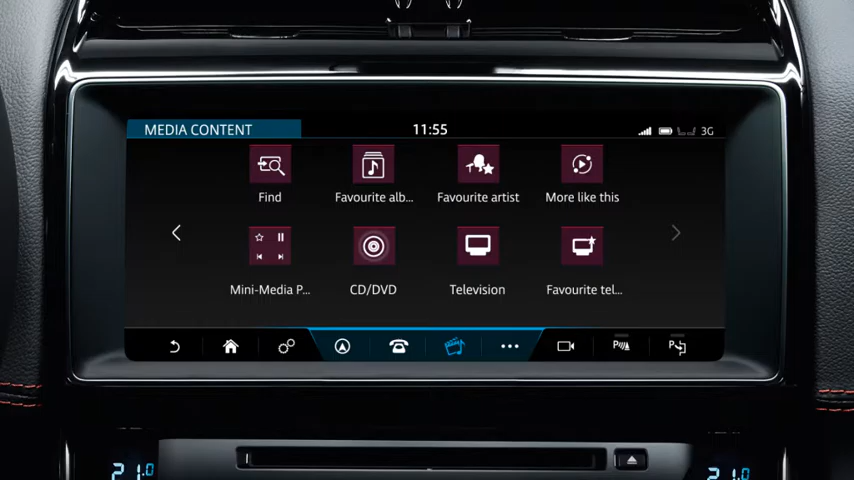 MEDIA CONTENT
11:55
3G
Find
Favourite alb...
Favourite artist
More like this
Mini-Media P...
CD/DVD
Television
Favourite tel...
P
P
21.0
21.0